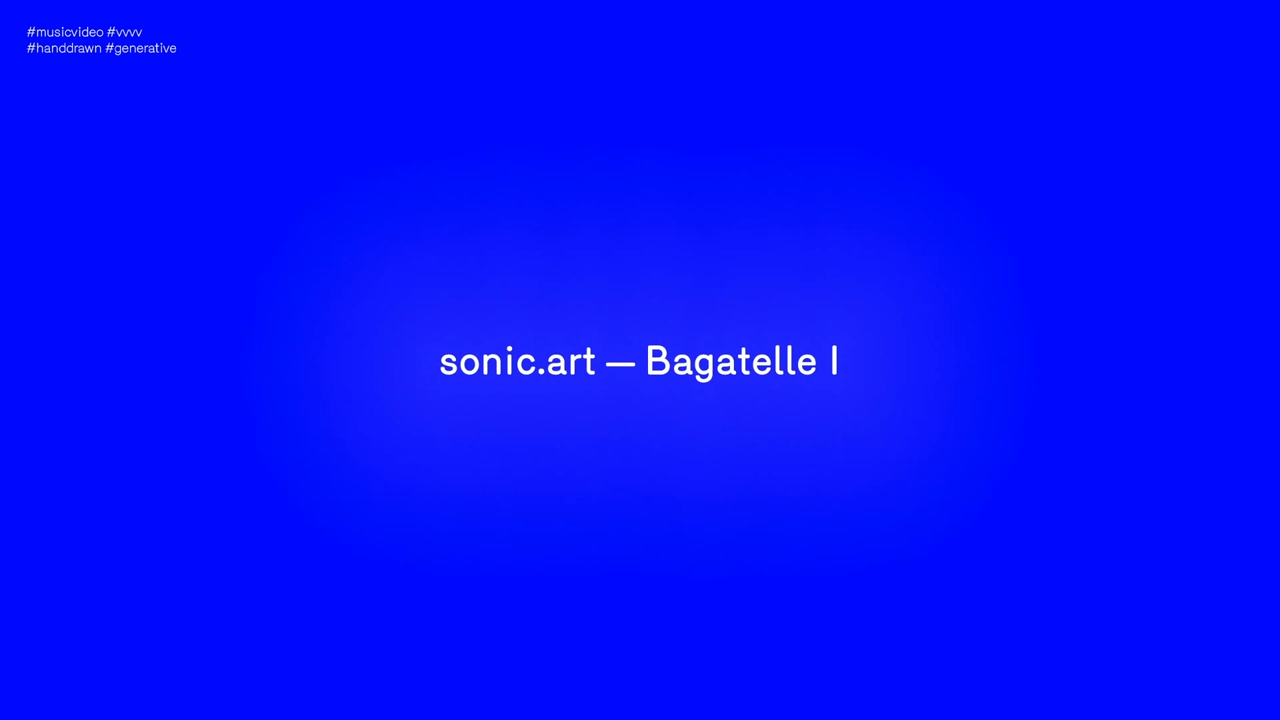 #musicvideo #vvvv
#handdrawn #generative
sonic.art — Bagatelle I